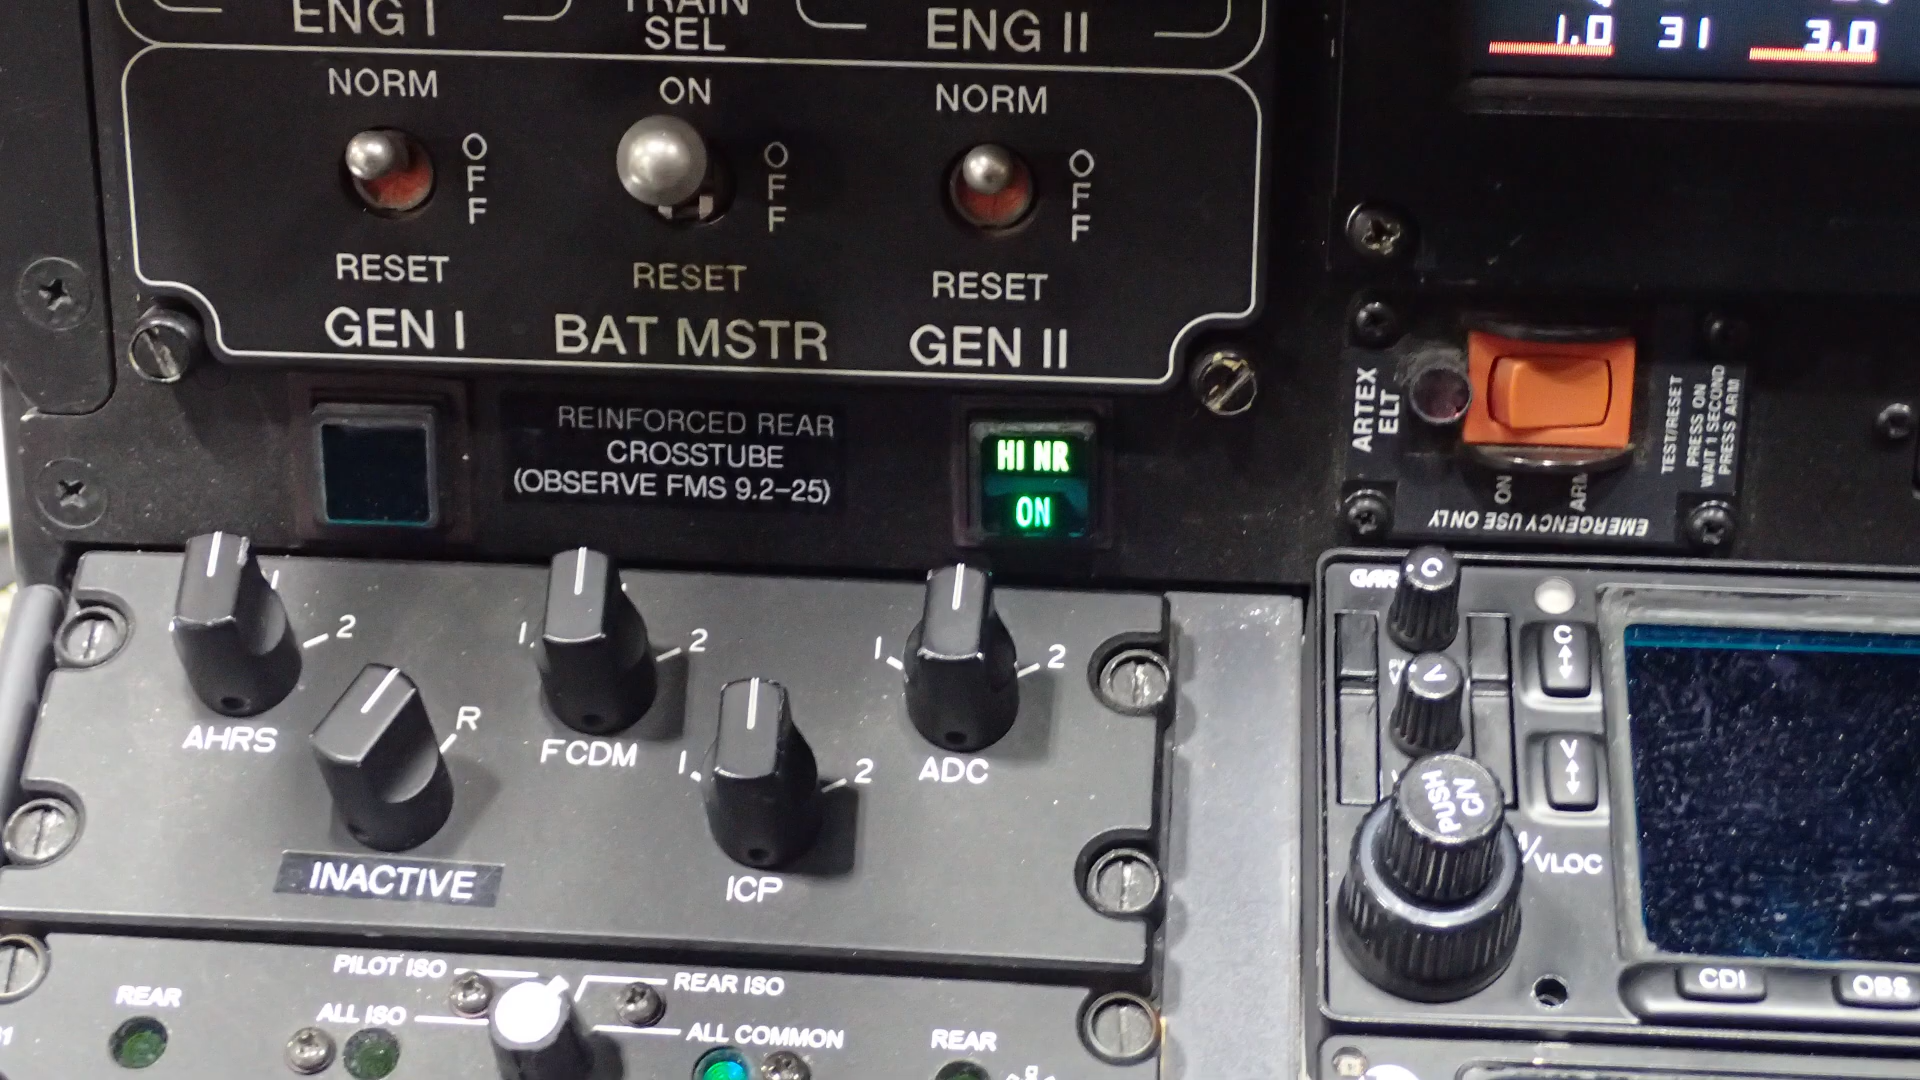 ENG I
TRAIN
SEL
ENG II
1.0 31 3.0
NORM
ON
NORM
OFF
OFF
OFF
RESET
RESET
RESET
GEN I
BAT MSTR
GEN II
REINFORCED REAR
CROSSTUBE
(OBSERVE FMS 9.2-25)
HI NR
ON
ARTEX
ELT
ON
ARM
TEST/RESET
PRESS ON
WAIT 1 SECOND
PRESS ARM
EMERGENCY USE ONLY
1 2
AHRS
R
INACTIVE
1 2
FCDM
1 2
ICP
1 2
ADC
C
V
PUSH
VLOC
CDI
OBS
PILOT ISO
REAR ISO
REAR
ALL ISO
ALL COMMON
REAR